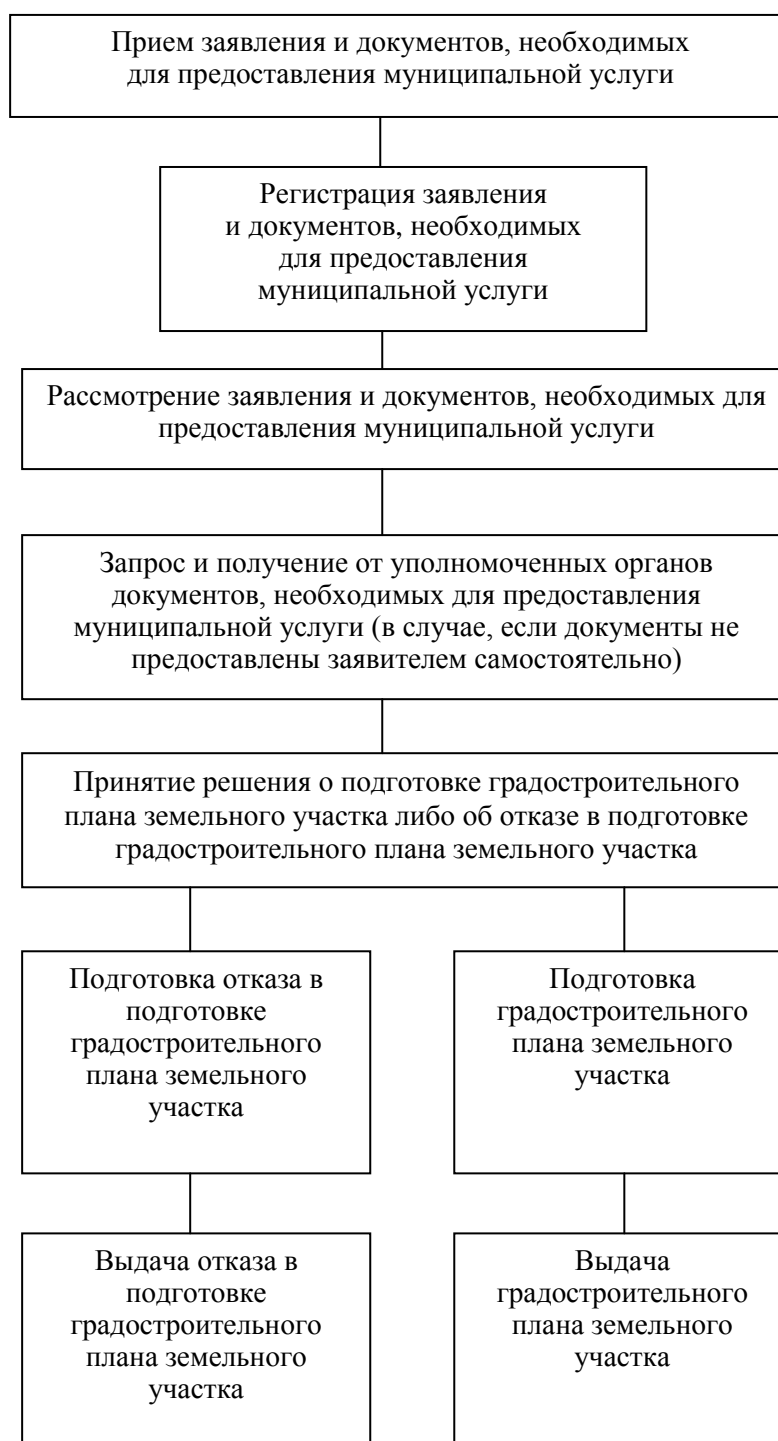 Прием заявления и документов, необходимых
для предоставления муниципальной услуги
Регистрация заявления
и документов, необходимых
для предоставления
муниципальной услуги
Рассмотрение заявления и документов, необходимых для
предоставления муниципальной услуги
Запрос и получение от уполномоченных органов
документов, необходимых для предоставления
муниципальной услуги (в случае, если документы не
предоставлены заявителем самостоятельно)
Принятие решения о подготовке градостроительного
плана земельного участка либо об отказе в подготовке
градостроительного плана земельного участка
Подготовка отказа в
подготовке
градостроительного
плана земельного
участка
Подготовка
градостроительного
плана земельного
участка
Выдача отказа в
подготовке
градостроительного
плана земельного
участка
Выдача
градостроительного
плана земельного
участка